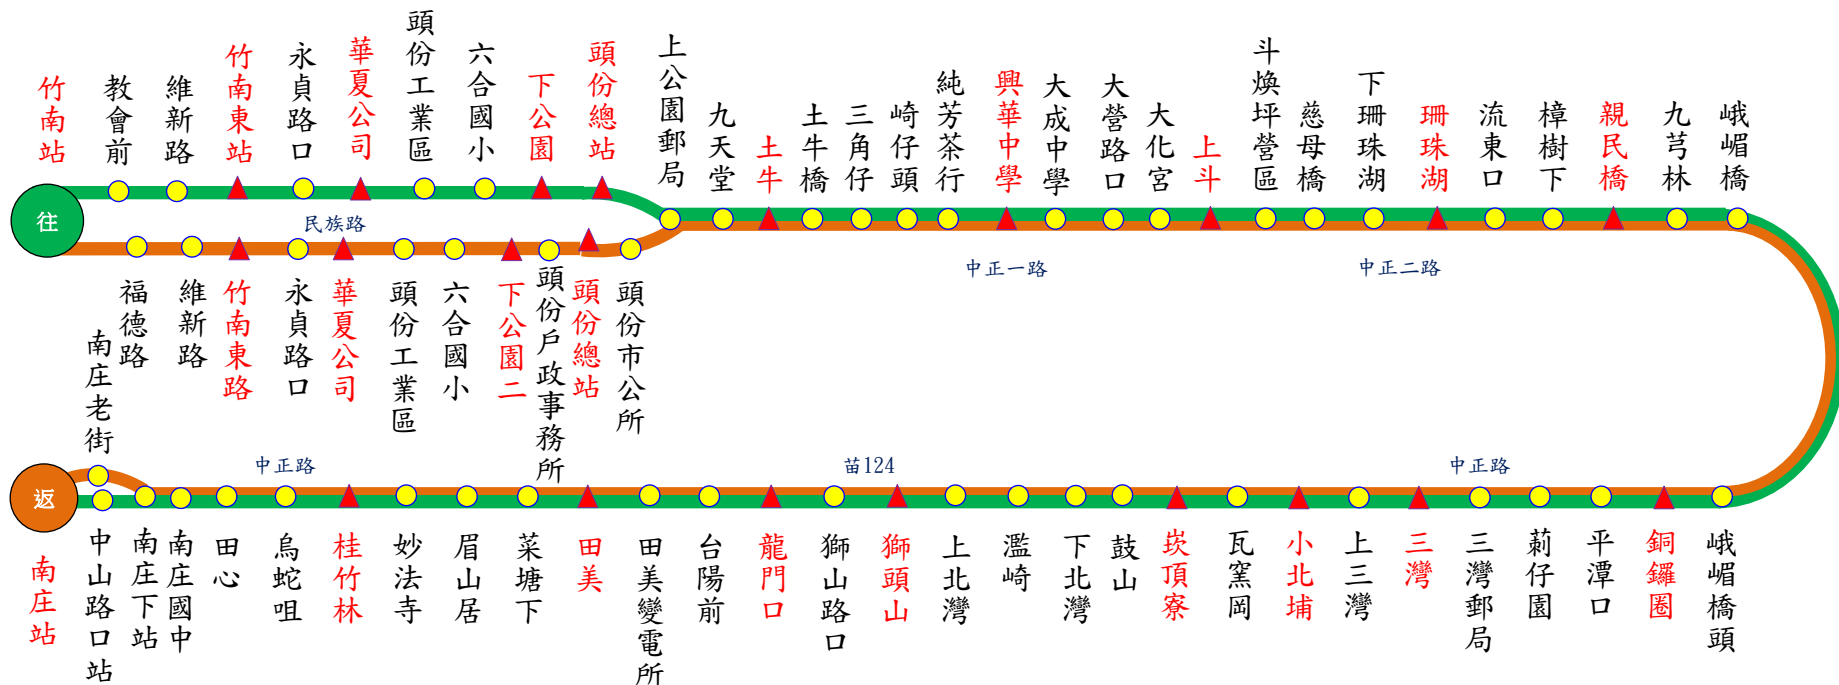 竹南站
教會前
維新路
竹南東站
永貞路口
華夏公司
頭份工業區
六合國小
下公園
頭份總站
上公園郵局
九天堂
土牛
土牛橋
三角仔
崎仔頭
純芳茶行
興華中學
大成中學
大營路口
大化宮
上斗
斗煥坪營區
慈母橋
下珊珠湖
珊珠湖
流東口
樟樹下
親民橋
九芎林
峨嵋橋
往
民族路
中正一路
中正二路
福德路
維新路
竹南東路
永貞路口
華夏公司
頭份工業區
六合國小
下公園二
頭份戶政事務所
頭份總站
頭份市公所
南庄老街
中正路
苗124
中正路
返
南庄站
中山路口站
南庄下站
南庄國中
田心
烏蛇咀
桂竹林
妙法寺
眉山居
菜塘下
田美
田美變電所
台陽前
龍門口
獅山路口
獅頭山
上北灣
濫崎
下北灣
鼓山
崁頂寮
瓦窯岡
小北埔
上三灣
三灣
三灣郵局
莿仔園
平潭口
銅鑼圈
峨嵋橋頭